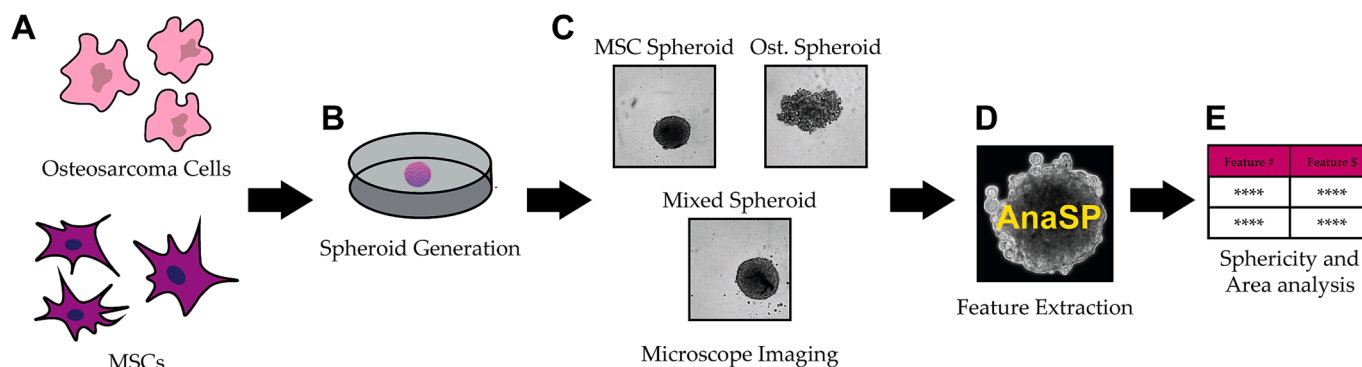 A
Osteosarcoma Cells
MSCs
B
Spheroid Generation
C
MSC Spheroid
Ost. Spheroid
Mixed Spheroid
Microscope Imaging
D
AnaSP
Feature Extraction
E
Feature # Feature $
**** ****
**** ****
Sphericity and
Area analysis